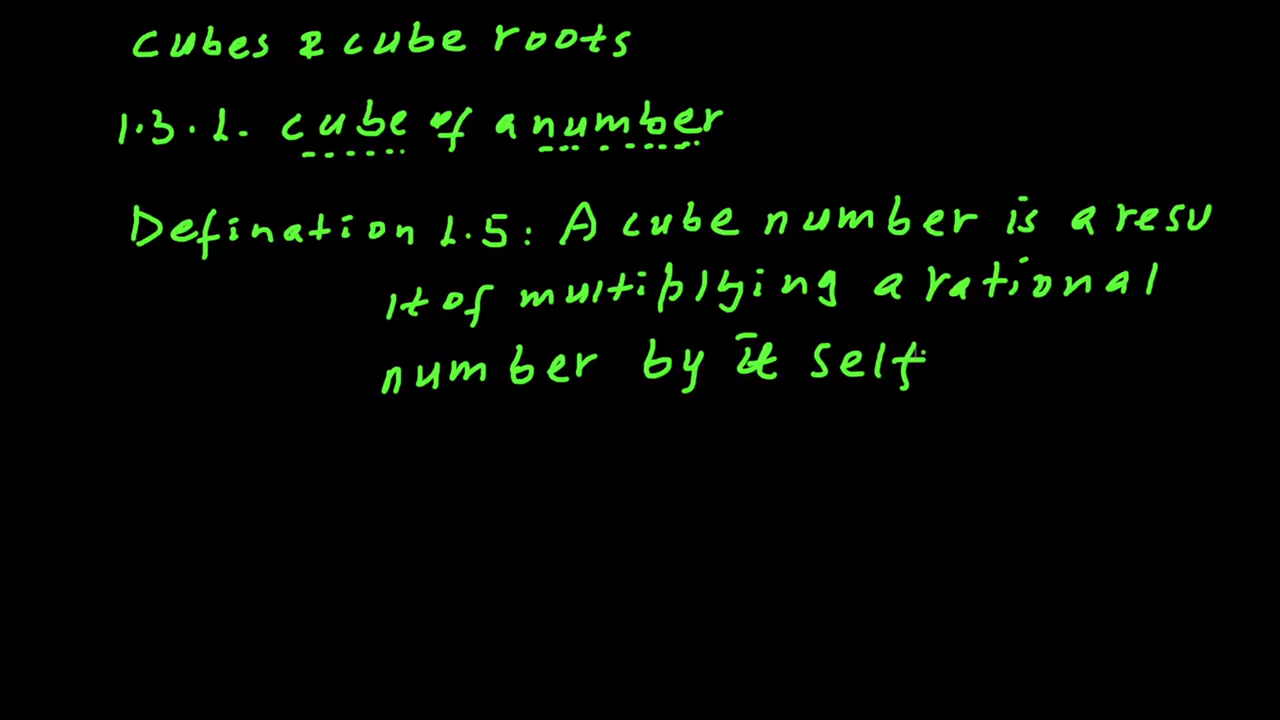 cubes & cube roots
1.3.1. cube of a number
Defination 1.5: A cube number is a resu
lt of multiplying a rational
number by it self